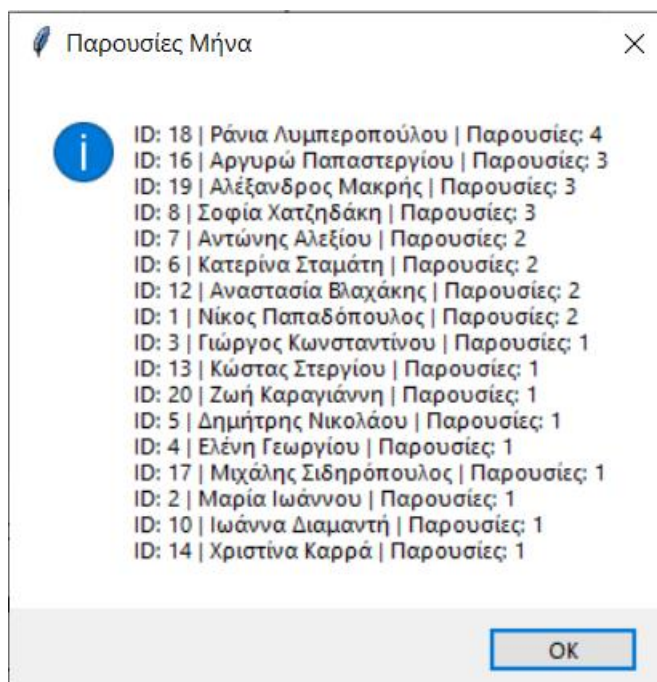 Παρουσίες Μήνα
ID: 18 | Ράνια Λυμπεροπούλου | Παρουσίες: 4
ID: 16 | Αργυρώ Παπαστεργίου | Παρουσίες: 3
ID: 19 | Αλέξανδρος Μακρής | Παρουσίες: 3
ID: 8 | Σοφία Χατζηδάκη | Παρουσίες: 3
ID: 7 | Αντώνης Αλεξίου | Παρουσίες: 2
ID: 6 | Κατερίνα Σταμάτη | Παρουσίες: 2
ID: 12 | Αναστασία Βλαχάκης | Παρουσίες: 2
ID: 1 | Νίκος Παπαδόπουλος | Παρουσίες: 2
ID: 3 | Γιώργος Κωνσταντίνου | Παρουσίες: 1
ID: 13 | Κώστας Στεργίου | Παρουσίες: 1
ID: 20 | Ζωή Καραγιάννη | Παρουσίες: 1
ID: 5 | Δημήτρης Νικολάου | Παρουσίες: 1
ID: 4 | Ελένη Γεωργίου | Παρουσίες: 1
ID: 17 | Μιχάλης Σιδηρόπουλος | Παρουσίες: 1
ID: 2 | Μαρία Ιωάννου | Παρουσίες: 1
ID: 10 | Ιωάννα Διαμαντή | Παρουσίες: 1
ID: 14 | Χριστίνα Καρρά | Παρουσίες: 1
OK